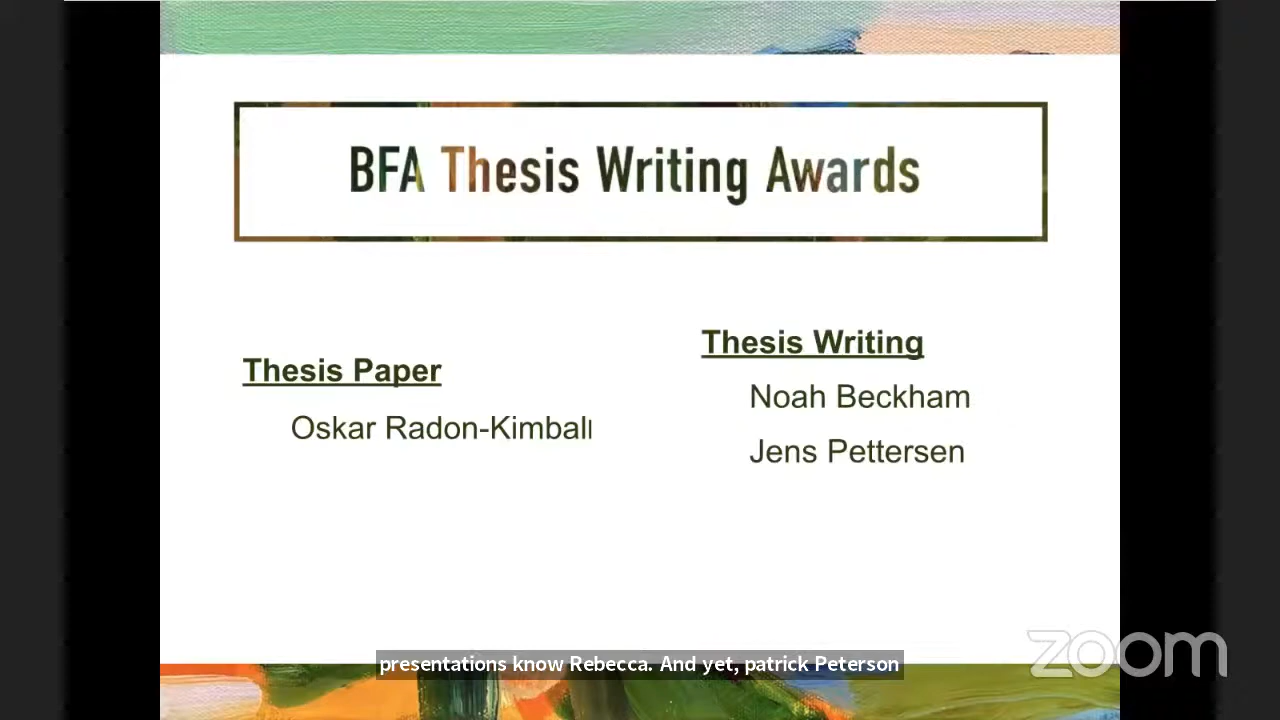 BFA Thesis Writing Awards
Thesis Paper
Oskar Radon-Kimball
Thesis Writing
Noah Beckham
Jens Pettersen
presentations know Rebecca. And yet, patrick Peterson
zoom